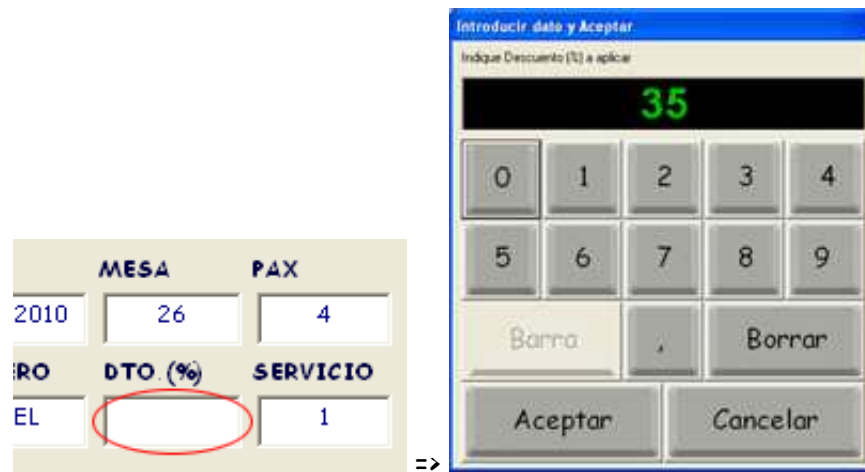 MESA PAX
2010 26 4
RO DTO.(%) SERVICIO
EL 1
=>
Introducir dato y Aceptar
Indique Descuento (%) a aplicar
35
0 1 2 3 4
5 6 7 8 9
Barra , Borrar
Aceptar Cancelar